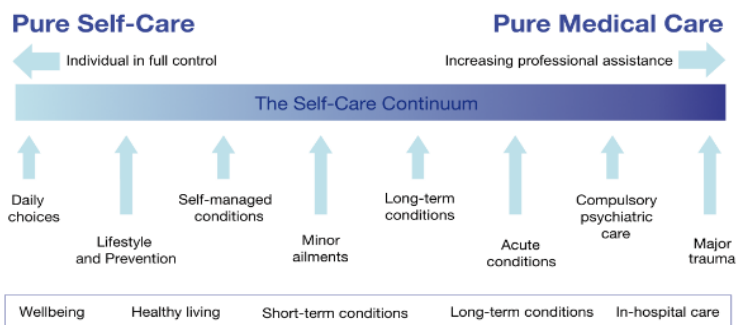 Pure Self-Care
Pure Medical Care
Individual in full control
Increasing professional assistance
The Self-Care Continuum
Daily
choices
Lifestyle
and Prevention
Self-managed
conditions
Minor
ailments
Long-term
conditions
Acute
conditions
Compulsory
psychiatric
care
Major
trauma
Wellbeing
Healthy living
Short-term conditions
Long-term conditions
In-hospital care